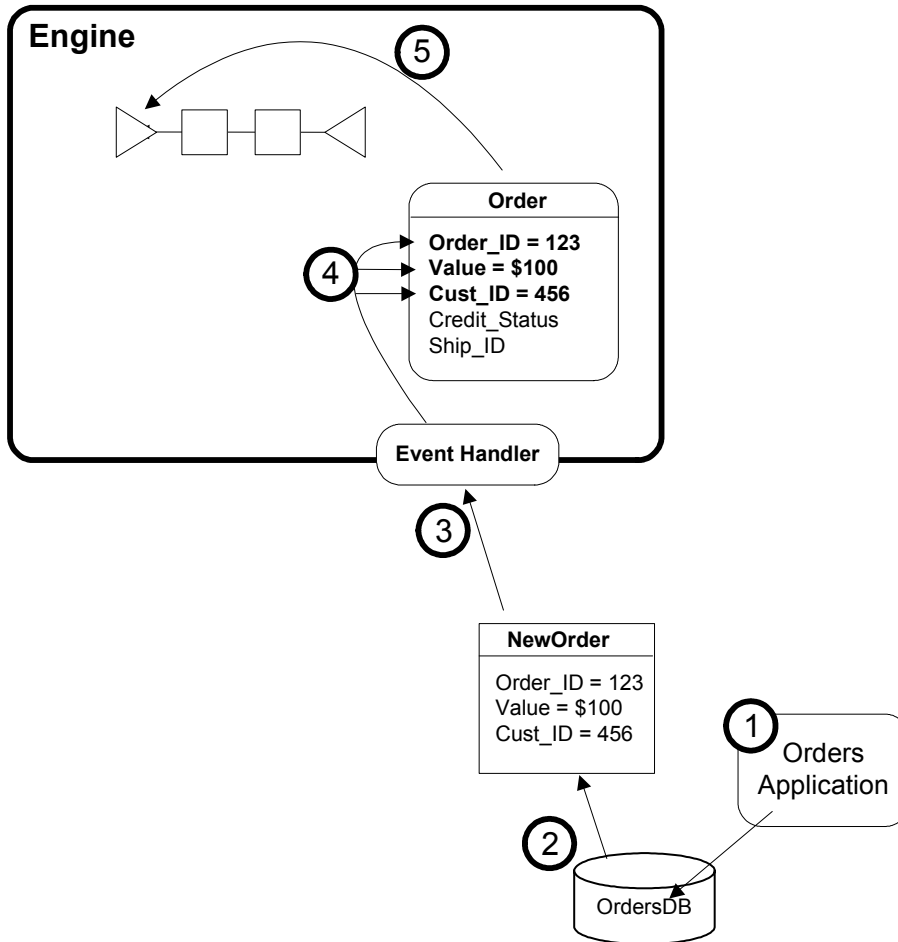 Engine
5
Order
Order_ID = 123
Value = $100
Cust_ID = 456
Credit_Status
Ship_ID
4
Event Handler
3
NewOrder
Order_ID = 123
Value = $100
Cust_ID = 456
1
Orders
Application
2
OrdersDB